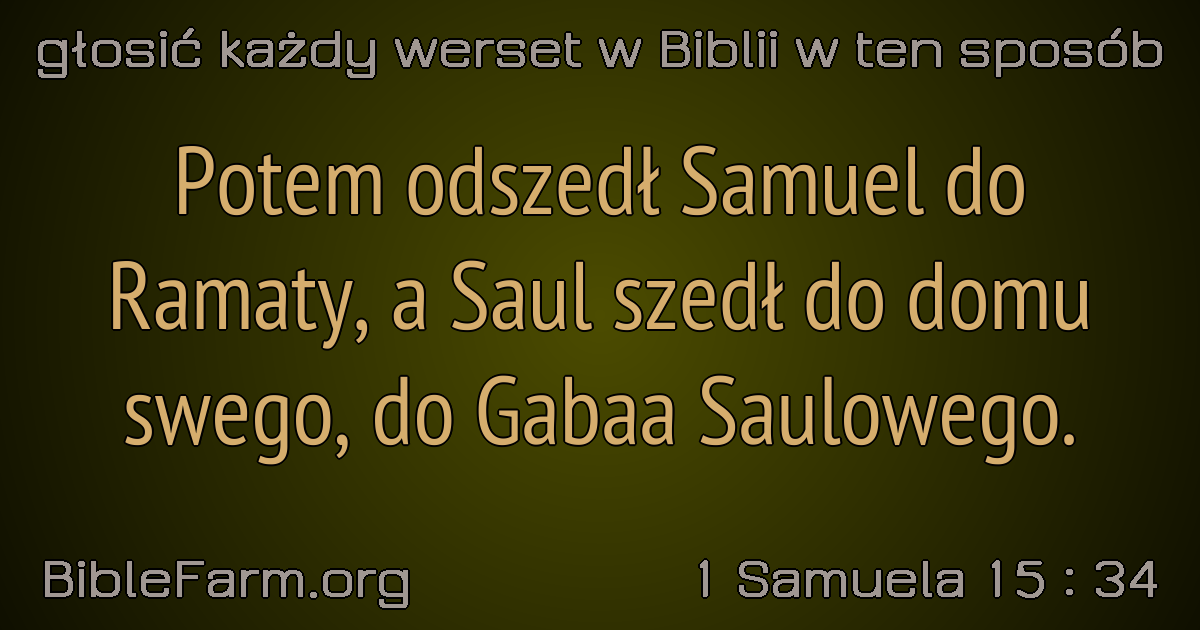 głosić każdy werset w Biblii w ten sposób
Potem odszedł Samuel do
Ramaty, a Saul szedł do domu
swego, do Gabaa Saulowego.
BibleFarm.org
1 Samuela 15 : 34